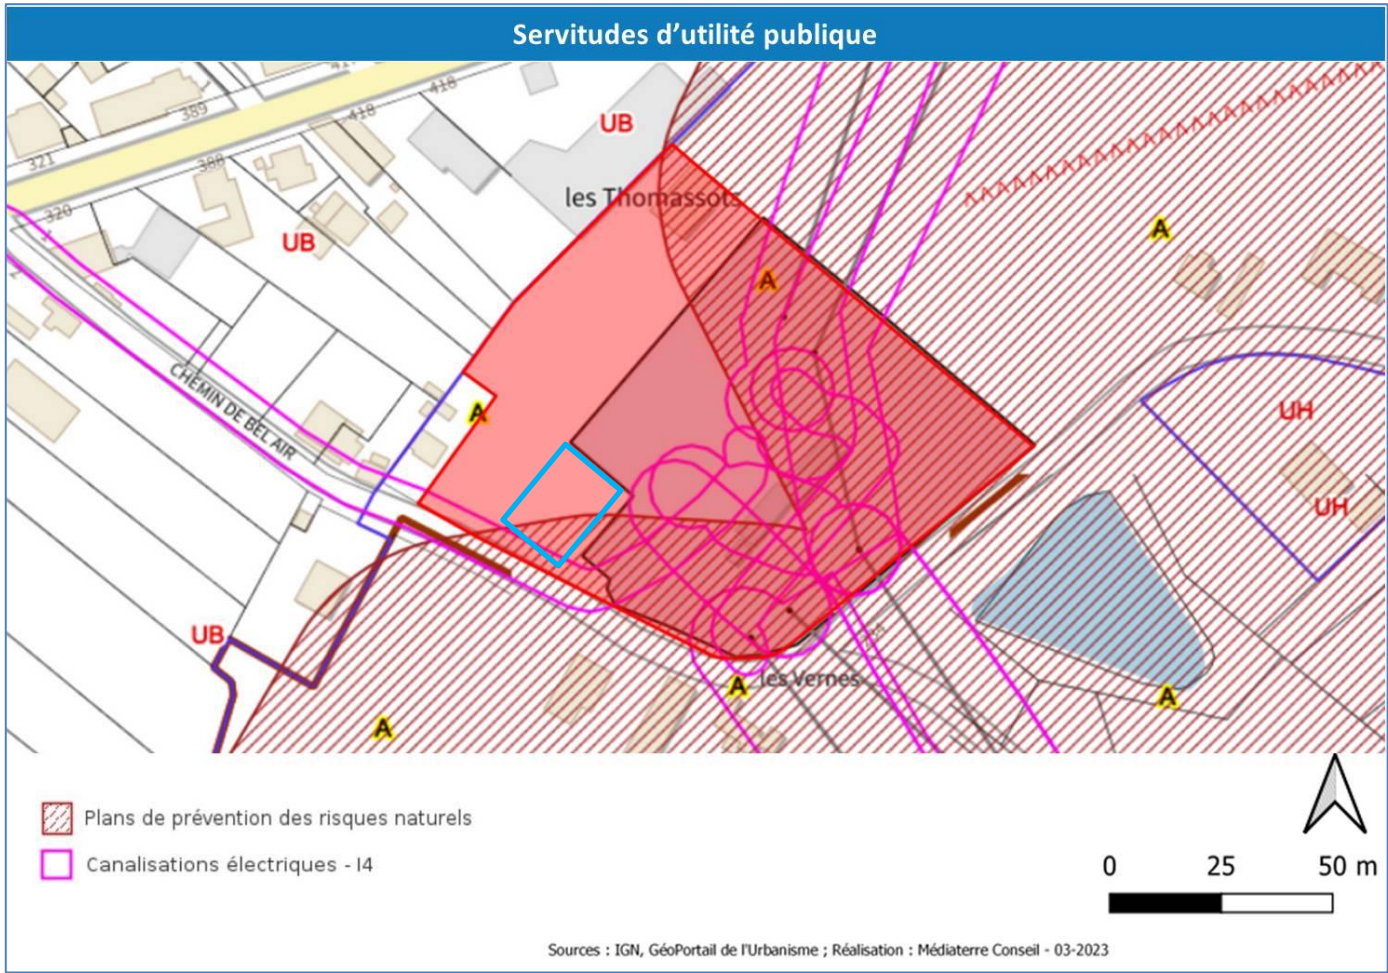 Servitudes d’utilité publique
389
418
418
321
388
320
UB
les Thomassots
UB
A
A
CHEMIN DE BEL AIR
A
UH
UH
UB
A
les Vernes
A
A
Plans de prévention des risques naturels
Canalisations électriques - I4
0 25 50 m
Sources : IGN, GéoPortail de l'Urbanisme ; Réalisation : Médiaterre Conseil - 03-2023